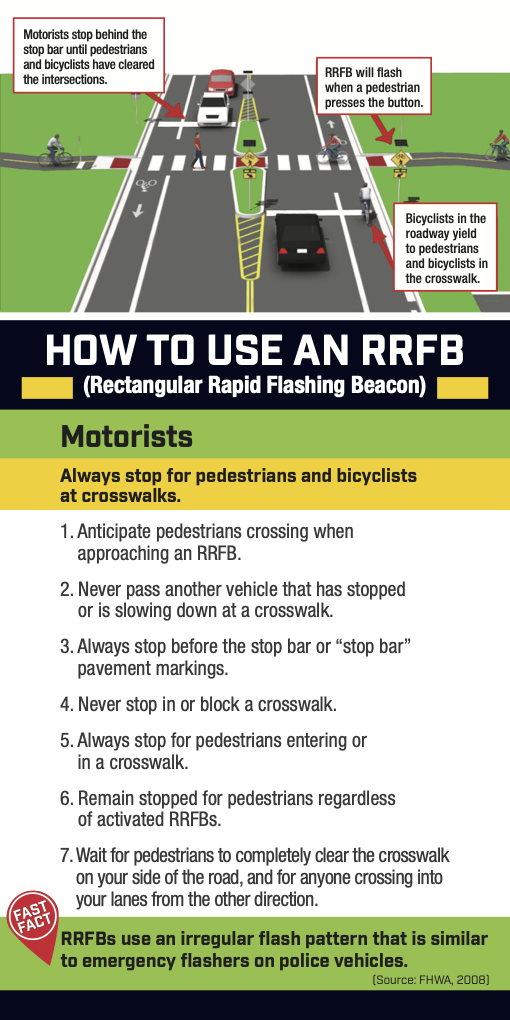 Motorists stop behind the
stop bar until pedestrians
and bicyclists have cleared
the intersections.
RRFB will flash
when a pedestrian
presses the button.
Bicyclists in the
roadway yield
to pedestrians
and bicyclists in
the crosswalk.
HOW TO USE AN RRFB
(Rectangular Rapid Flashing Beacon)
Motorists
Always stop for pedestrians and bicyclists
at crosswalks.
1. Anticipate pedestrians crossing when
approaching an RRFB.
2. Never pass another vehicle that has stopped
or is slowing down at a crosswalk.
3. Always stop before the stop bar or “stop bar”
pavement markings.
4. Never stop in or block a crosswalk.
5. Always stop for pedestrians entering or
in a crosswalk.
6. Remain stopped for pedestrians regardless
of activated RRFBs.
7. Wait for pedestrians to completely clear the crosswalk
on your side of the road, and for anyone crossing into
your lanes from the other direction.
FAST
FACT
RRFBs use an irregular flash pattern that is similar
to emergency flashers on police vehicles.
(Source: FHWA, 2008)